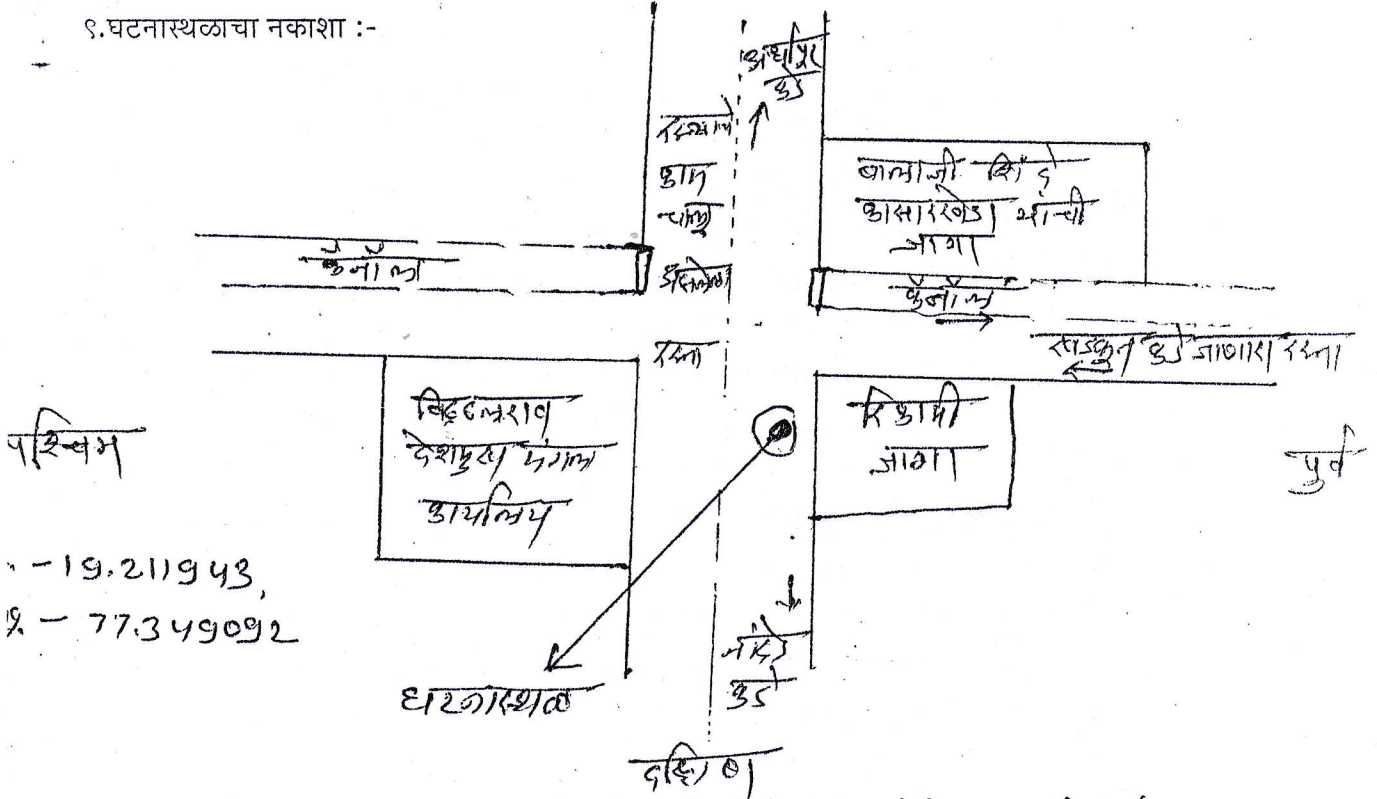 ९.घटनास्थळाचा नकाशा :-
अर्धापुर
कडे
रस्त्याचे
काम
चालु
असलेला
रस्ता
बालाजी शिंदे
कासारखेडा यांची
जागा
कॅनॉल
कॅनॉल
खडकुत कडे जाणारा रस्ता
विठ्ठलराव
देशमुख मंगल
कार्यालय
रिकामी
जागा
पश्चिम
पुर्व
- 19.211943,
- 77.349092
घटनास्थळ
नांदेड
कडे
दक्षिण